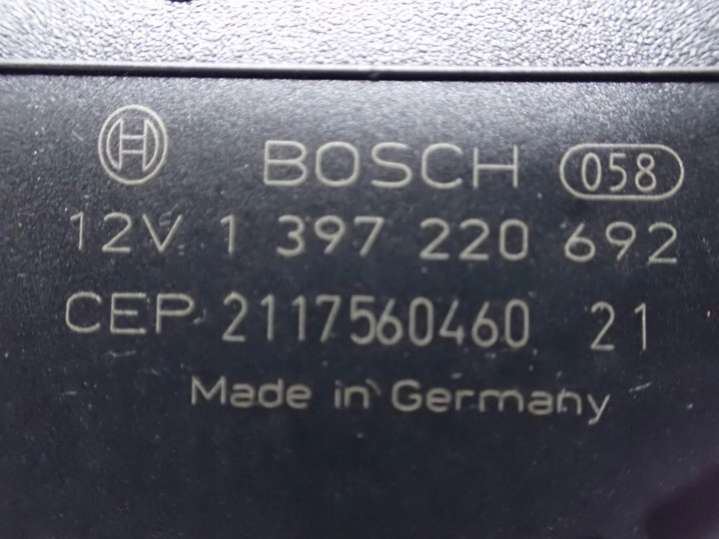 BOSCH 058
12V 1 397 220 692
CEP 2117560460 21
Made in Germany